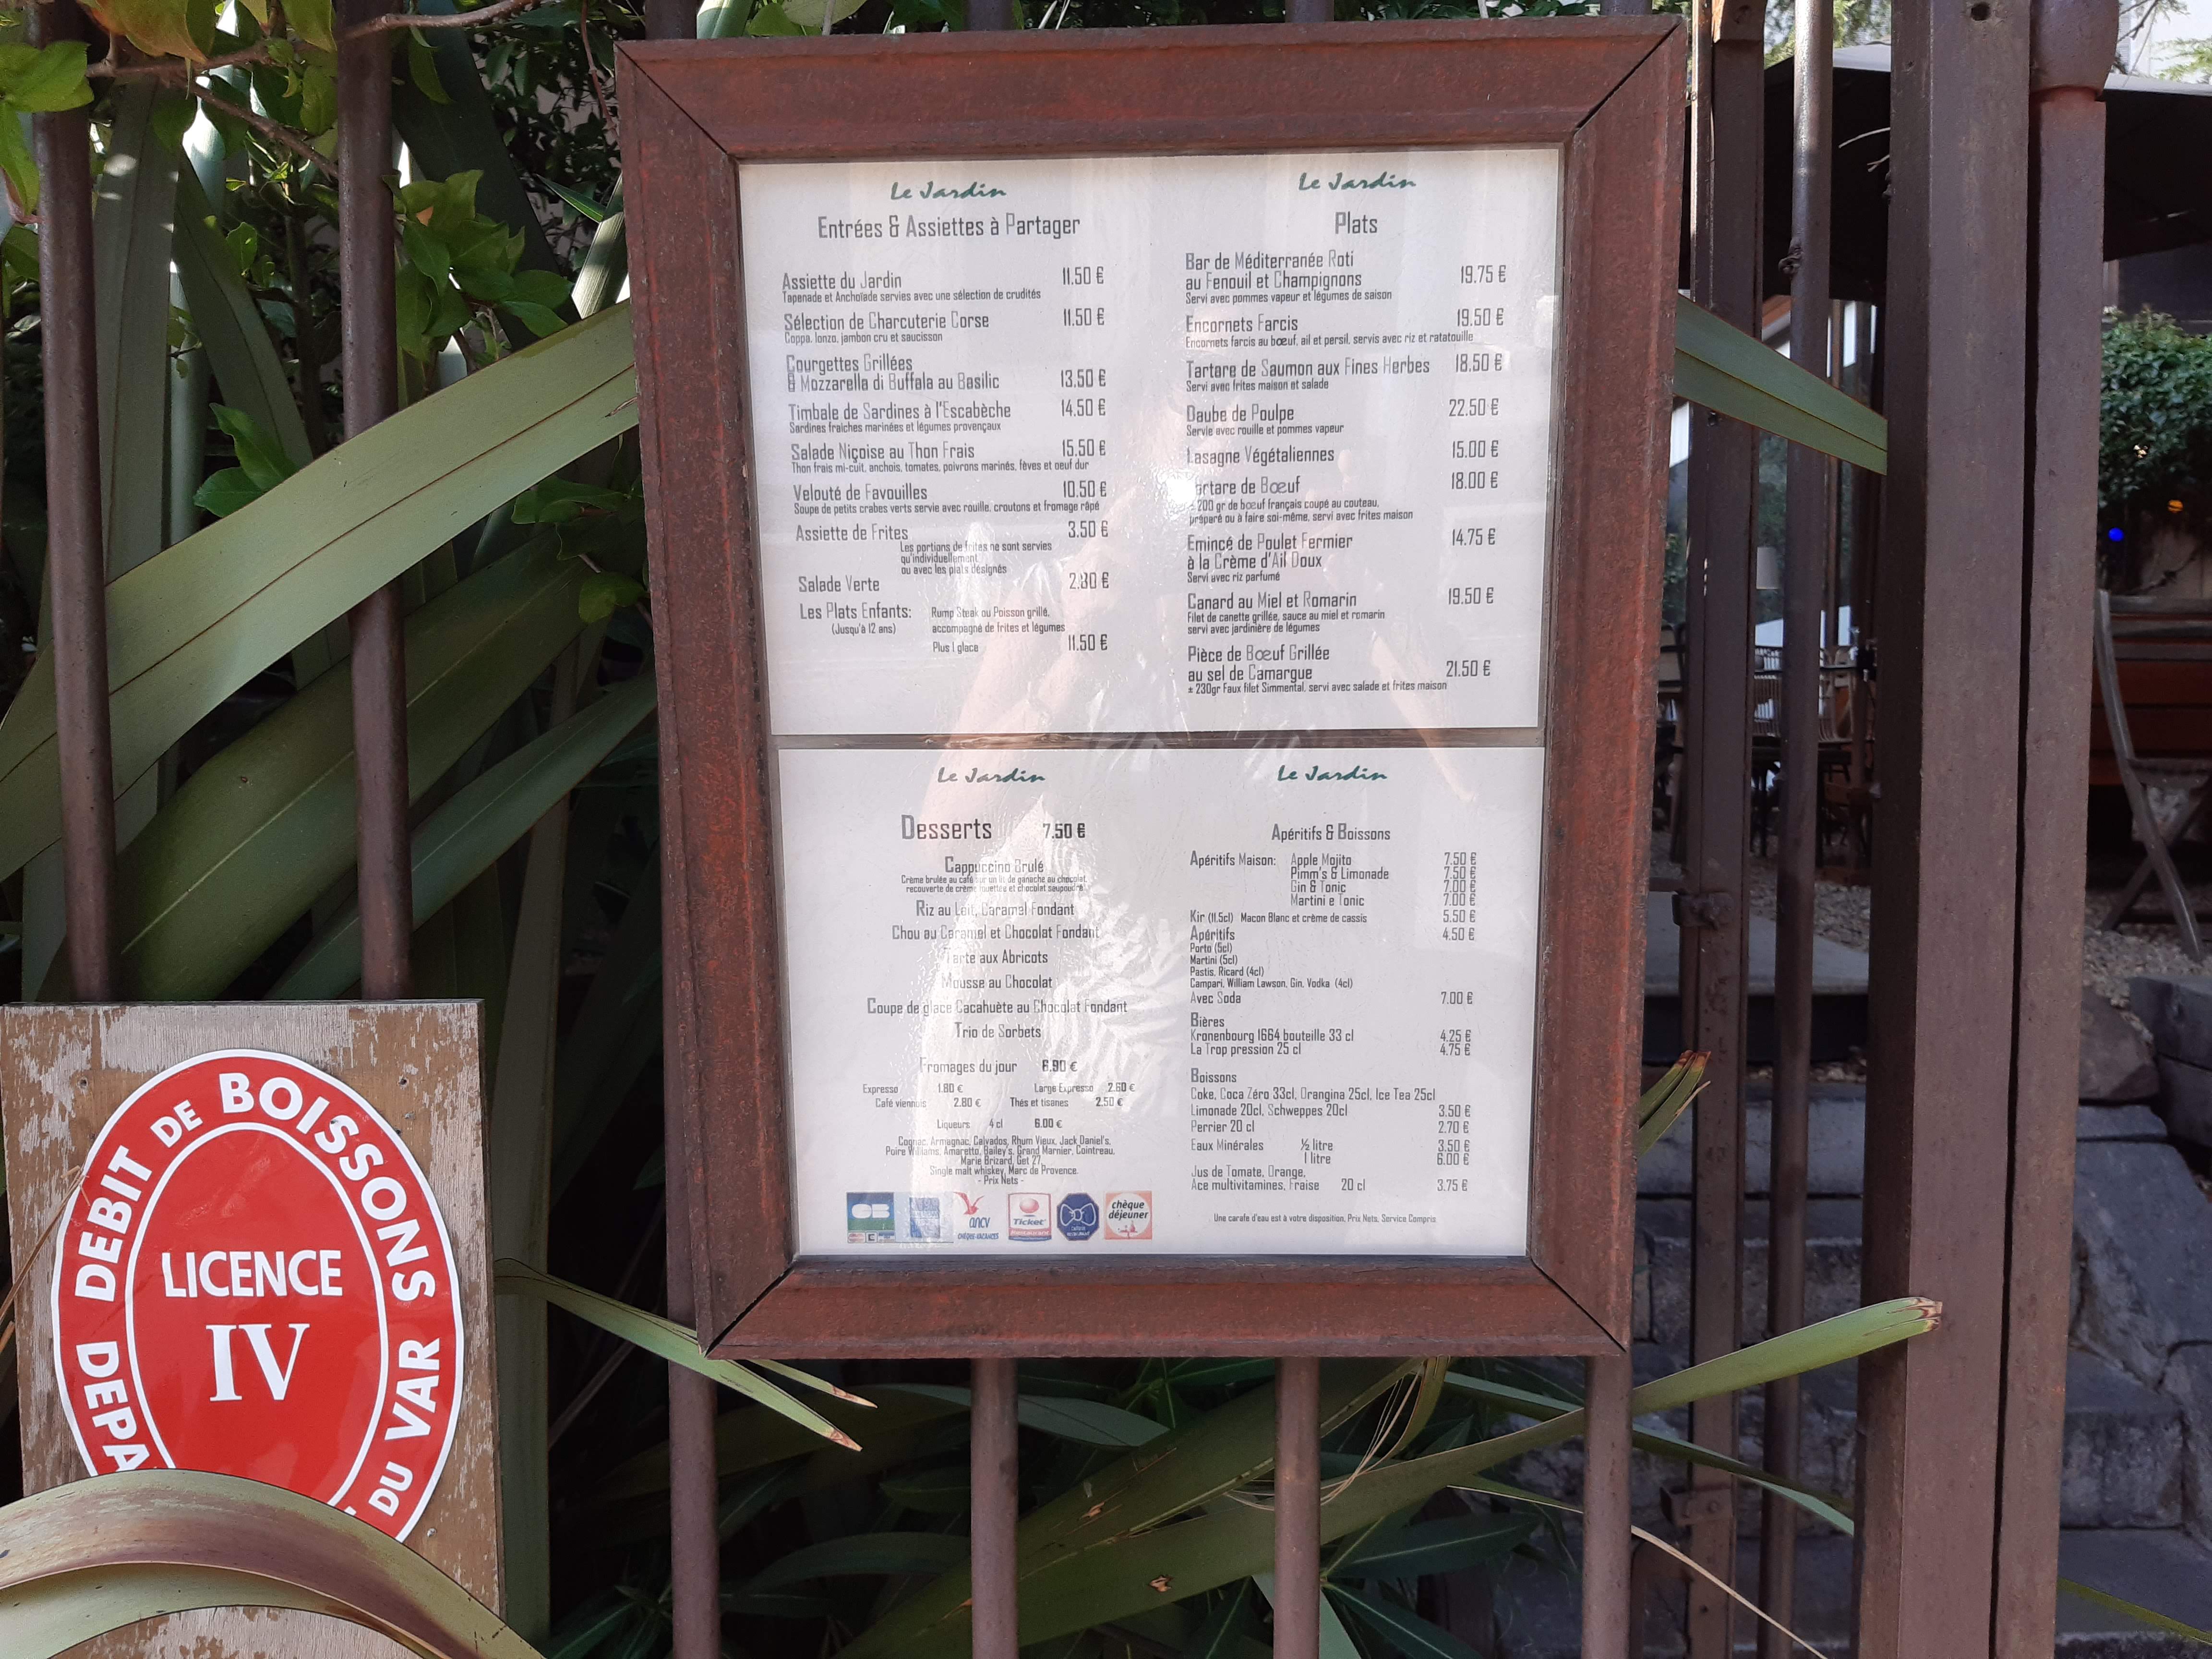 Le Jardin
Entrées & Assiettes à Partager
Assiette du Jardin 11.50 €
Tapenade et Anchoïade servies avec une sélection de crudités
Sélection de Charcuterie Corse 11.50 €
Coppa, lonzo, jambon cru et saucisson
Courgettes Grillées
& Mozzarella di Buffala au Basilic 13.50 €
Timbale de Sardines à l'Escabèche 14.50 €
Sardines fraîches marinées et légumes provençaux
Salade Niçoise au Thon Frais 15.50 €
Thon frais mi-cuit, anchois, tomates, poivrons marinés, fèves et oeuf dur
Velouté de Favouilles 10.50 €
Soupe de petits crabes verts servie avec rouille, croutons et fromage râpé
Assiette de Frites 3.50 €
Les portions de frites ne sont servies
qu'individuellement
ou avec les plats désignés
Salade Verte 2.80 €
Les Plats Enfants: Rump Steak ou Poisson grillé,
(Jusqu'à 12 ans) accompagné de frites et légumes
Plus 1 glace 11.50 €
Le Jardin
Plats
Bar de Méditerranée Roti
au Fenouil et Champignons 19.75 €
Servi avec pommes vapeur et légumes de saison
Encornets Farcis 19.50 €
Encornets farcis au bœuf, ail et persil, servis avec riz et ratatouille
Tartare de Saumon aux Fines Herbes 18.50 €
Servi avec frites maison et salade
Daube de Poulpe 22.50 €
Servie avec rouille et pommes vapeur
Lasagne Végétaliennes 15.00 €
artare de Bœuf 18.00 €
200 gr de bœuf français coupé au couteau,
préparé ou à faire soi-même, servi avec frites maison
Emincé de Poulet Fermier 14.75 €
à la Crème d'Ail Doux
Servi avec riz parfumé
Canard au Miel et Romarin 19.50 €
Filet de canette grillée, sauce au miel et romarin
servi avec jardinière de légumes
Pièce de Bœuf Grillée
au sel de Camargue 21.50 €
± 230gr Faux filet Simmental, servi avec salade et frites maison
Le Jardin
Desserts 7.50 €
Cappuccino Brulé
Crème brulée au café sur un lit de ganache au chocolat,
recouverte de crème fouettée et chocolat saupoudré
Riz au Lait, Caramel Fondant
Chou au Caramel et Chocolat Fondant
Tarte aux Abricots
Mousse au Chocolat
Coupe de glace Cacahuète au Chocolat Fondant
Trio de Sorbets
Fromages du jour 6.90 €
Expresso 1.80 € Large Expresso 2.60 €
Café viennois 2.80 € Thés et tisanes 2.50 €
Liqueurs 4 cl 6.00 €
Cognac, Armagnac, Calvados, Rhum Vieux, Jack Daniel's,
Poire Williams, Amaretto, Bailey's, Grand Marnier, Cointreau,
Marie Brizard, Get 27,
Single malt whiskey, Marc de Provence.
- Prix Nets -
CB
ancv
CHÈQUE-VACANCES
Ticket
chèque
déjeuner
Le Jardin
Apéritifs & Boissons
Apéritifs Maison: Apple Mojito 7.50 €
Pimm's & Limonade 7.50 €
Gin & Tonic 7.00 €
Martini e Tonic 7.00 €
Kir (11.5cl) Macon Blanc et crème de cassis 5.50 €
Apéritifs 4.50 €
Porto (5cl)
Martini (5cl)
Pastis, Ricard (4cl)
Campari, William Lawson, Gin, Vodka (4cl)
Avec Soda 7.00 €
Bières
Kronenbourg 1664 bouteille 33 cl 4.25 €
La Trop pression 25 cl 4.75 €
Boissons
Coke, Coca Zéro 33cl, Orangina 25cl, Ice Tea 25cl
Limonade 20cl, Schweppes 20cl 3.50 €
Perrier 20 cl 2.70 €
Eaux Minérales ½ litre 3.50 €
1 litre 6.00 €
Jus de Tomate, Orange,
Ace multivitamines, Fraise 20 cl 3.75 €
Une carafe d'eau est à votre disposition, Prix Nets, Service Compris
DEBIT DE BOISSONS
LICENCE
IV
DEPA
DU VAR